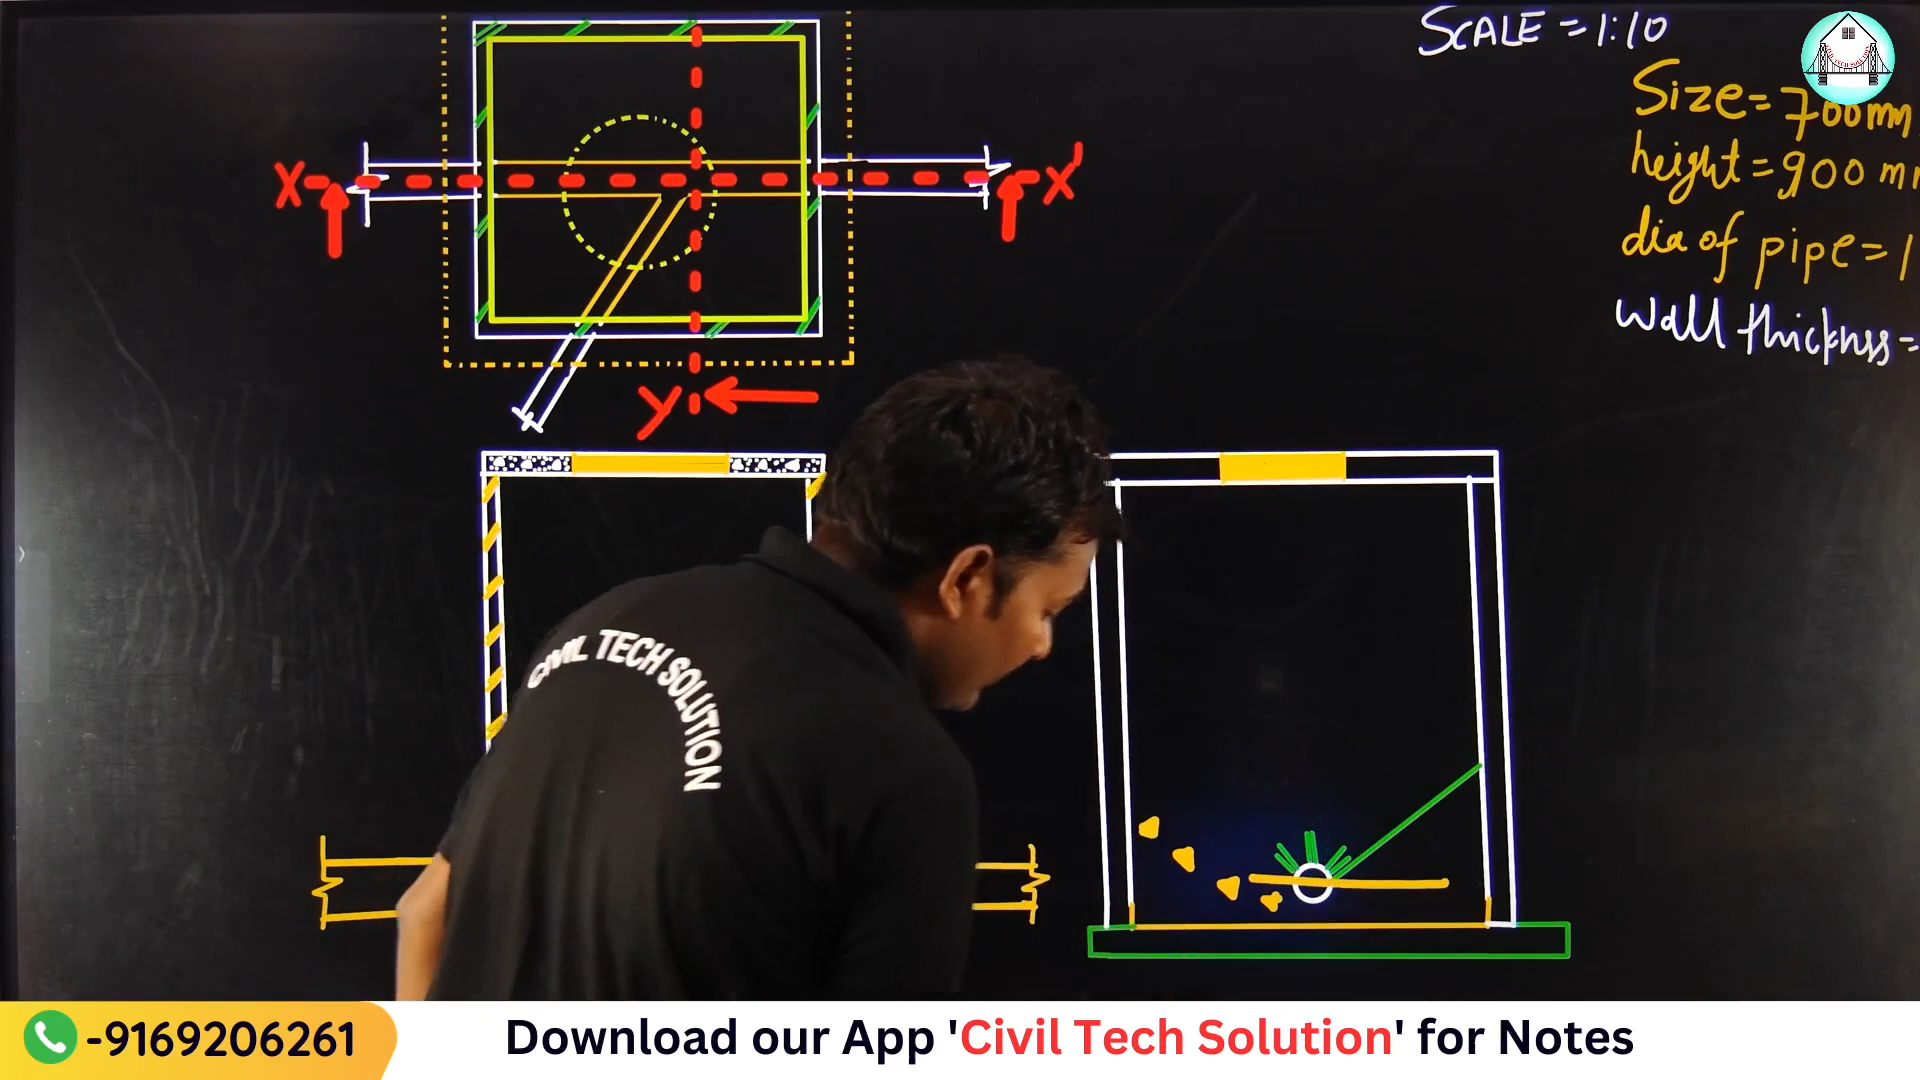 SCALE = 1:10
Size = 700mm
height = 900 m
dia of pipe = 1
Wall thicknss =
X
X'
Y
CIVIL TECH SOLUTION
-9169206261
Download our App 'Civil Tech Solution' for Notes